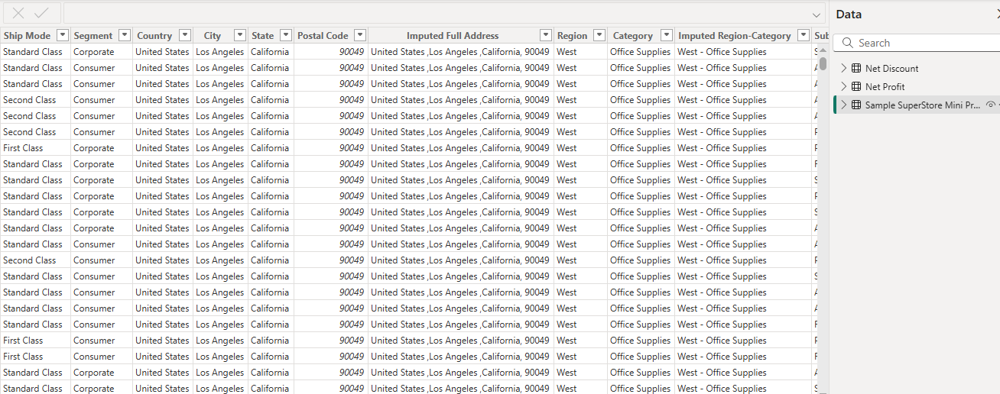 Data
Ship Mode Segment Country City State Postal Code Imputed Full Address Region Category Imputed Region-Category Sub
Search
Standard Class Corporate United States Los Angeles California 90049 United States ,Los Angeles ,California, 90049 West Office Supplies West - Office Supplies S
Standard Class Consumer United States Los Angeles California 90049 United States ,Los Angeles ,California, 90049 West Office Supplies West - Office Supplies A
Net Discount
Standard Class Consumer United States Los Angeles California 90049 United States ,Los Angeles ,California, 90049 West Office Supplies West - Office Supplies A
Net Profit
Second Class Consumer United States Los Angeles California 90049 United States ,Los Angeles ,California, 90049 West Office Supplies West - Office Supplies A
Sample SuperStore Mini Pr...
Second Class Consumer United States Los Angeles California 90049 United States ,Los Angeles ,California, 90049 West Office Supplies West - Office Supplies A
Second Class Consumer United States Los Angeles California 90049 United States ,Los Angeles ,California, 90049 West Office Supplies West - Office Supplies
First Class Corporate United States Los Angeles California 90049 United States ,Los Angeles ,California, 90049 West Office Supplies West - Office Supplies
Standard Class Corporate United States Los Angeles California 90049 United States ,Los Angeles ,California, 90049 West Office Supplies West - Office Supplies
Standard Class Corporate United States Los Angeles California 90049 United States ,Los Angeles ,California, 90049 West Office Supplies West - Office Supplies S
Standard Class Corporate United States Los Angeles California 90049 United States ,Los Angeles ,California, 90049 West Office Supplies West - Office Supplies
Standard Class Corporate United States Los Angeles California 90049 United States ,Los Angeles ,California, 90049 West Office Supplies West - Office Supplies S
Standard Class Corporate United States Los Angeles California 90049 United States ,Los Angeles ,California, 90049 West Office Supplies West - Office Supplies A
Standard Class Consumer United States Los Angeles California 90049 United States ,Los Angeles ,California, 90049 West Office Supplies West - Office Supplies A
Second Class Consumer United States Los Angeles California 90049 United States ,Los Angeles ,California, 90049 West Office Supplies West - Office Supplies
Standard Class Consumer United States Los Angeles California 90049 United States ,Los Angeles ,California, 90049 West Office Supplies West - Office Supplies S
Standard Class Consumer United States Los Angeles California 90049 United States ,Los Angeles ,California, 90049 West Office Supplies West - Office Supplies A
Standard Class Consumer United States Los Angeles California 90049 United States ,Los Angeles ,California, 90049 West Office Supplies West - Office Supplies A
Standard Class Consumer United States Los Angeles California 90049 United States ,Los Angeles ,California, 90049 West Office Supplies West - Office Supplies
First Class Consumer United States Los Angeles California 90049 United States ,Los Angeles ,California, 90049 West Office Supplies West - Office Supplies
First Class Consumer United States Los Angeles California 90049 United States ,Los Angeles ,California, 90049 West Office Supplies West - Office Supplies
Standard Class Corporate United States Los Angeles California 90049 United States ,Los Angeles ,California, 90049 West Office Supplies West - Office Supplies A
Standard Class Corporate United States Los Angeles California 90049 United States ,Los Angeles ,California, 90049 West Office Supplies West - Office Supplies S